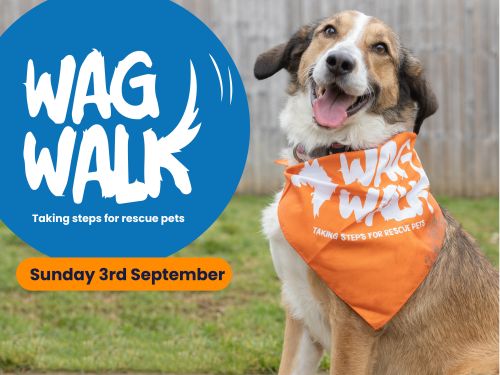 WAG
WALK
Taking steps for rescue pets
Sunday 3rd September
WAG
WALK
TAKING STEPS FOR RESCUE PETS